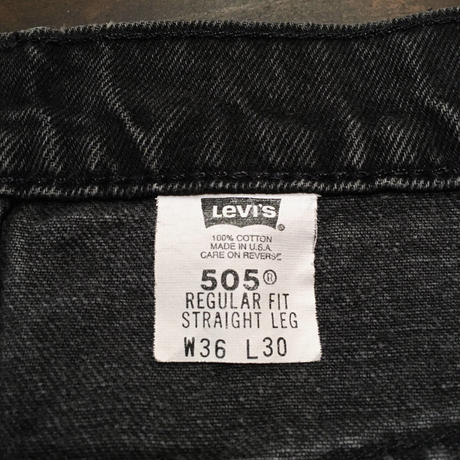 LEVI'S®
100% COTTON
MADE IN U.S.A.
CARE ON REVERSE
505®
REGULAR FIT
STRAIGHT LEG
W36 L30